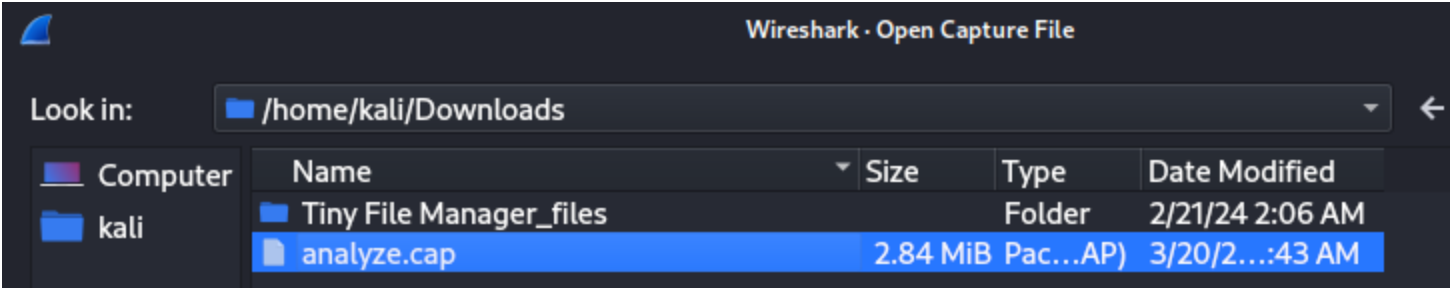 Wireshark · Open Capture File
Look in: /home/kali/Downloads
Computer
kali
Name Size Type Date Modified
Tiny File Manager_files Folder 2/21/24 2:06 AM
analyze.cap 2.84 MiB Pac...AP) 3/20/2...:43 AM